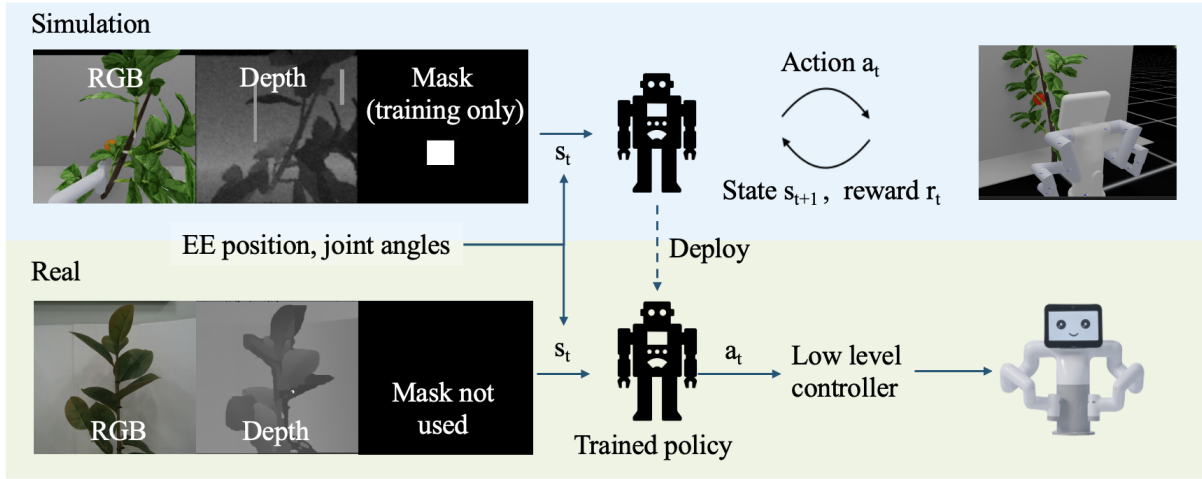 Simulation
RGB
Depth
Mask
(training only)
s_t
Action a_t
State s_{t+1} , reward r_t
EE position, joint angles
Deploy
Real
RGB
Depth
Mask not
used
s_t
Trained policy
a_t
Low level
controller